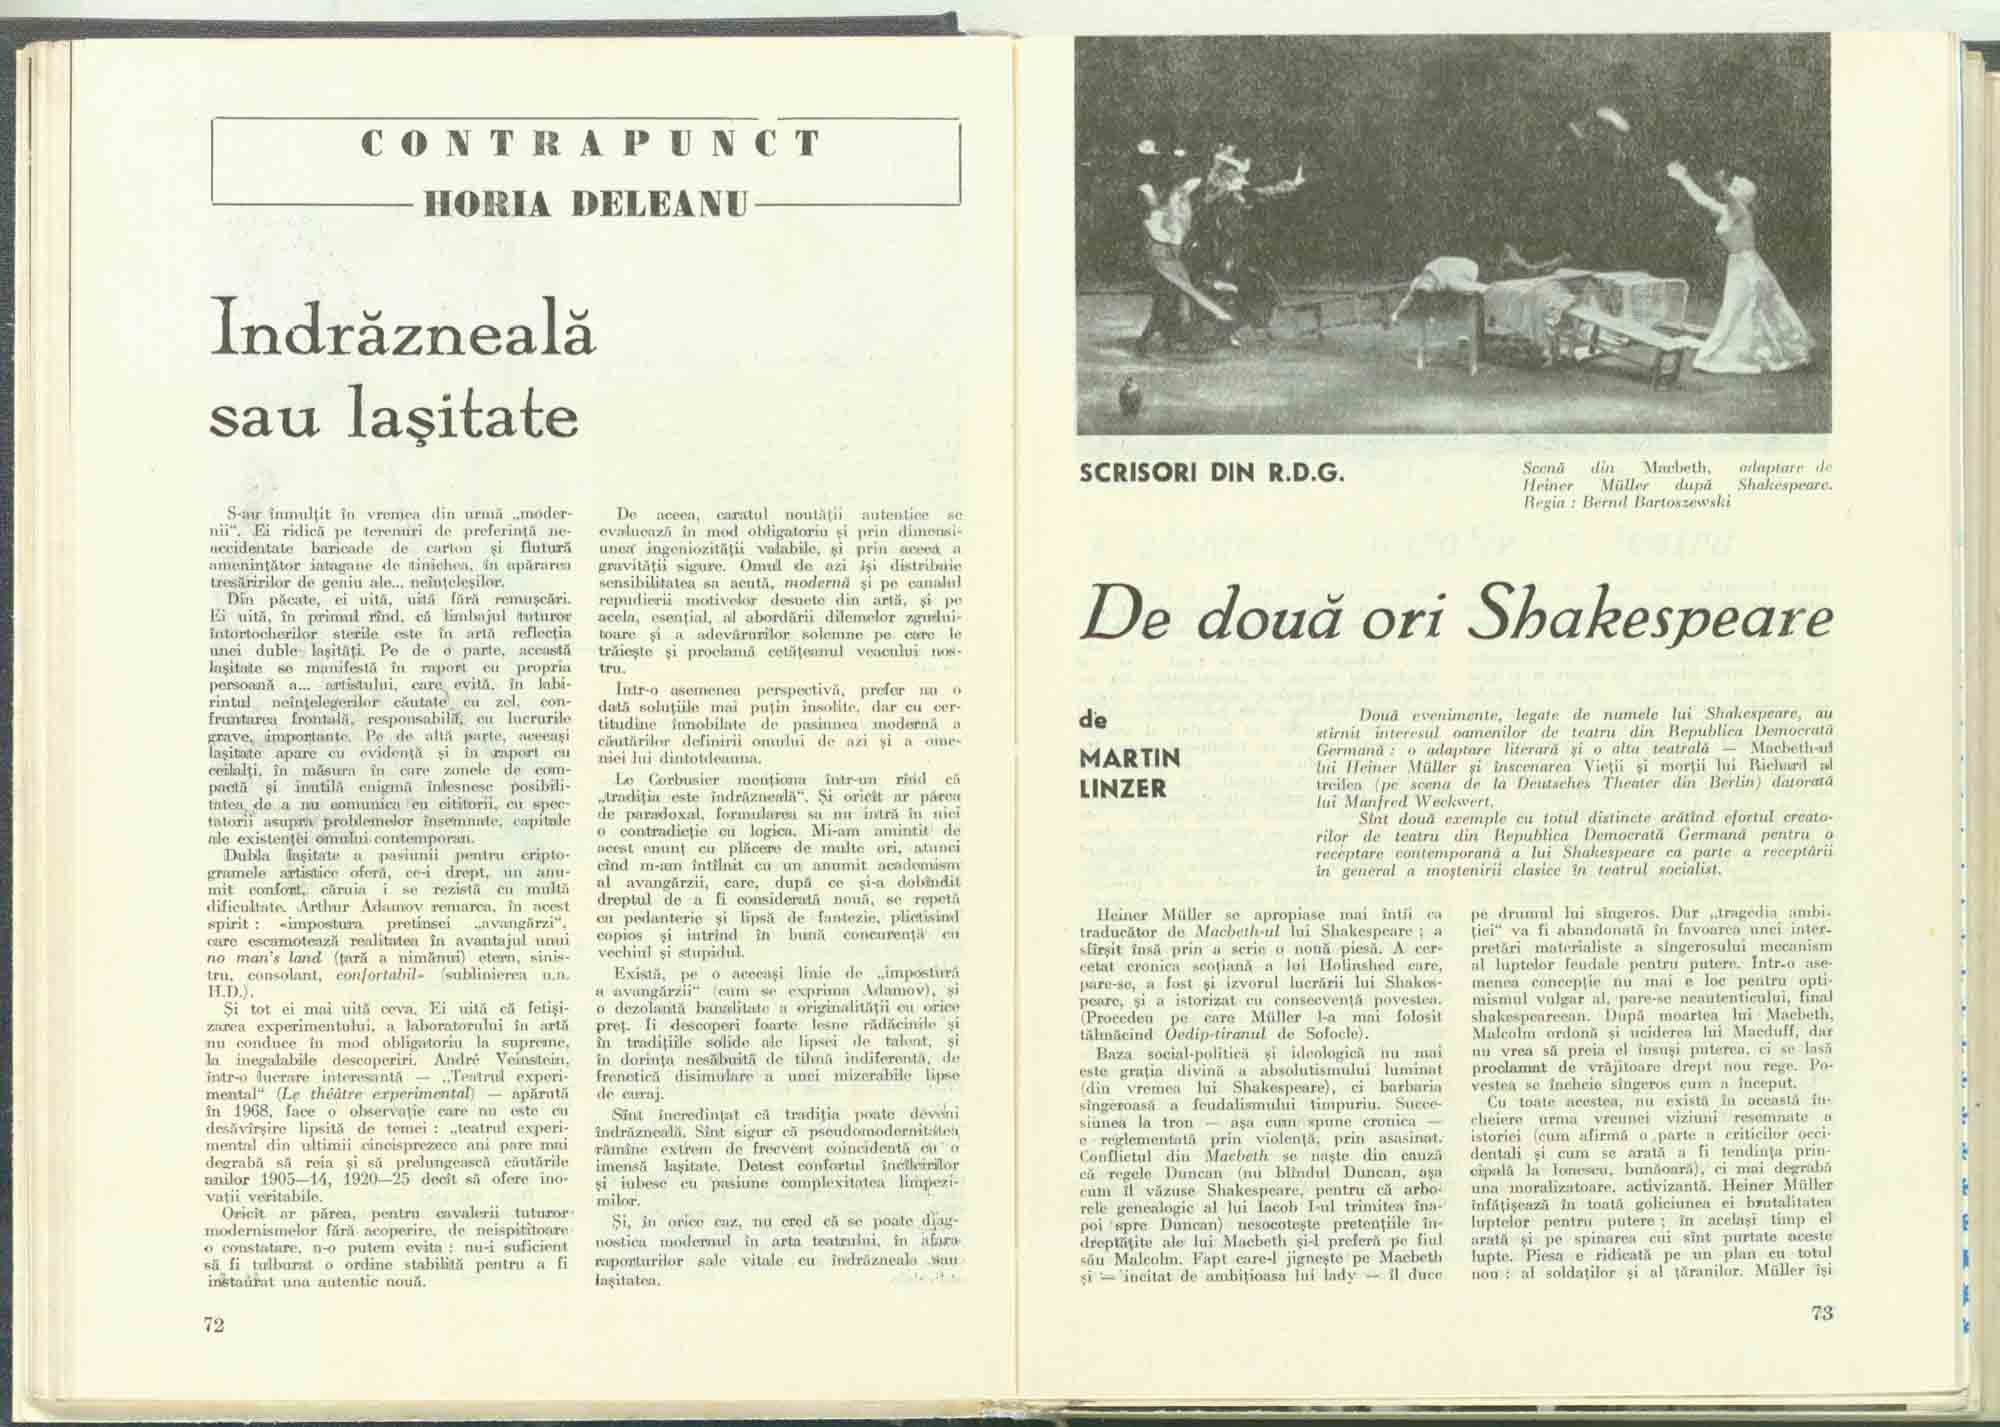 CONTRAPUNCT
HORIA DELEANU
Indrăzneală
sau laşitate
S-au înmulţit în vremea din urmă „moder-
nii“. Ei ridică pe terenuri de preferinţă ne-
accidentate baricade de carton şi flutură
ameninţător iatagane de tinichea, în apărarea
tresăririlor de geniu ale... neînţeleşilor.
Din păcate, ei uită, uită fără remuşcări.
Ei uită, în primul rînd, că limbajul tuturor
întortocherilor sterile este în artă reflecţia
unei duble laşităţi. Pe de o parte, această
laşitate se manifestă în raport cu propria
persoană a... artistului, care evită, în labi-
rintul neînţelegerilor căutate cu zel, con-
fruntarea frontală, responsabilă, cu lucrurile
grave, importante. Pe de altă parte, aceeaşi
laşitate apare cu evidenţă şi în raport cu
ceilalţi, în măsura în care zonele de com-
pactă şi inutilă enigmă înlesnesc posibili-
tatea de a nu comunica cu cititorii, cu spec-
tatorii asupra problemelor însemnate, capitale
ale existenţei omului contemporan.
Dubla laşitate a pasiunii pentru cripto-
gramele artistice oferă, ce-i drept, un anu-
mit confort, căruia i se rezistă cu multă
dificultate. Arthur Adamov remarca, în acest
spirit : «impostura pretinsei „avangărzi“,
care escamotează realitatea în avantajul unui
no man's land (ţară a nimănui) etern, sinis-
tru, consolant, confortabil» (sublinierea n.n.
H.D.).
Şi tot ei mai uită ceva. Ei uită că fetişi-
zarea experimentului, a laboratorului în artă
nu conduce în mod obligatoriu la supreme,
la inegalabile descoperiri. André Veinstein,
într-o lucrare interesantă — „Teatrul experi-
mental“ (Le théâtre expérimental) — apărută
în 1968, face o observaţie care nu este cu
desăvîrşire lipsită de temei : „teatrul experi-
mental din ultimii cincisprezece ani pare mai
degrabă să reia şi să prelungească căutările
anilor 1905—14, 1920—25 decît să ofere ino-
vaţii veritabile.
Oricît ar părea, pentru cavalerii tuturor
modernismelor fără acoperire, de neispititoare
o constatare, n-o putem evita : nu-i suficient
să fi tulburat o ordine stabilită pentru a fi
instaurat una autentic nouă.
De aceea, caratul noutăţii autentice se
evaluează în mod obligatoriu şi prin dimensi-
unea ingeniozităţii valabile, şi prin aceea a
gravităţii sigure. Omul de azi îşi distribuie
sensibilitatea sa acută, modernă şi pe canalul
repudierii motivelor desuete din artă, şi pe
acela, esenţial, al abordării dilemelor zgudui-
toare şi a adevărurilor solemne pe care le
trăieşte şi proclamă cetăţeanul veacului nos-
tru.
Intr-o asemenea perspectivă, prefer nu o
dată soluţiile mai puţin insolite, dar cu cer-
titudine înnobilate de pasiunea modernă a
căutărilor definirii omului de azi şi a ome-
niei lui dintotdeauna.
Le Corbusier menţiona într-un rînd că
„tradiţia este îndrăzneală“. Şi oricît ar părea
de paradoxal, formularea sa nu intră în nici
o contradicţie cu logica. Mi-am amintit de
acest enunţ cu plăcere de multe ori, atunci
cînd m-am întîlnit cu un anumit academism
al avangărzii, care, după ce şi-a dobîndit
dreptul de a fi considerată nouă, se repetă
cu pedanterie şi lipsă de fantezie, plictisind
copios şi intrînd în bună concurenţă cu
vechiul şi stupidul.
Există, pe o aceeaşi linie de „impostură
a avangărzii“ (cum se exprima Adamov), şi
o dezolantă banalitate a originalităţii cu orice
preţ. Ii descoperi foarte lesne rădăcinile şi
în tradiţiile solide ale lipsei de talent, şi
în dorinţa nesăbuită de tihnă indiferentă, de
frenetică disimulare a unei mizerabile lipse
de curaj.
Sînt încredinţat că tradiţia poate deveni
îndrăzneală. Sînt sigur că pseudomodernitatea
rămîne extrem de frecvent coincidentă cu o
imensă laşitate. Detest confortul încîlcirilor
şi iubesc cu pasiune complexitatea limpezi-
milor.
Şi, în orice caz, nu cred că se poate diag-
nostica modernul în arta teatrului, în afara
raporturilor sale vitale cu îndrăzneala sau
laşitatea.
72
SCRISORI DIN R.D.G.
Scenă din Macbeth, adaptare de
Heiner Müller după Shakespeare.
Regia : Bernd Bartoszewski
De două ori Shakespeare
de
MARTIN
LINZER
Două evenimente, legate de numele lui Shakespeare, au
stîrnit interesul oamenilor de teatru din Republica Democrată
Germană : o adaptare literară şi o alta teatrală — Macbeth-ul
lui Heiner Müller şi înscenarea Vieţii şi morţii lui Richard al
treilea (pe scena de la Deutsches Theater din Berlin) datorată
lui Manfred Weckwert.
Sînt două exemple cu totul distincte arătînd efortul creato-
rilor de teatru din Republica Democrată Germană pentru o
receptare contemporană a lui Shakespeare ca parte a receptării
în general a moştenirii clasice în teatrul socialist.
Heiner Müller se apropiase mai întîi ca
traducător de Macbeth-ul lui Shakespeare ; a
sfîrşit însă prin a scrie o nouă piesă. A cer-
cetat cronica scoţiană a lui Holinshed care,
pare-se, a fost şi izvorul lucrării lui Shakes-
peare, şi a istorizat cu consecvenţă povestea.
(Procedeu pe care Müller l-a mai folosit
tălmăcind Oedip-tiranul de Sofocle).
Baza social-politică şi ideologică nu mai
este graţia divină a absolutismului luminat
(din vremea lui Shakespeare), ci barbaria
sîngeroasă a feudalismului timpuriu. Succe-
siunea la tron — aşa cum spune cronica —
e reglementată prin violenţă, prin asasinat.
Conflictul din Macbeth se naşte din cauză
că regele Duncan (nu blîndul Duncan, aşa
cum îl văzuse Shakespeare, pentru că arbo-
rele genealogic al lui Iacob I-ul trimitea îna-
poi spre Duncan) nesocoteşte pretenţiile în-
dreptăţite ale lui Macbeth şi-l preferă pe fiul
său Malcolm. Fapt care-l jigneşte pe Macbeth
şi — incitat de ambiţioasa lui lady — îl duce
pe drumul lui sîngeros. Dar „tragedia ambi-
ţiei“ va fi abandonată în favoarea unei inter-
pretări materialiste a sîngerosului mecanism
al luptelor feudale pentru putere. Intr-o ase-
menea concepţie nu mai e loc pentru opti-
mismul vulgar al, pare-se neautenticului, final
shakespearean. După moartea lui Macbeth,
Malcolm ordonă şi uciderea lui Macduff, dar
nu vrea să preia el însuşi puterea, ci se lasă
proclamat de vrăjitoare drept nou rege. Po-
vestea se încheie sîngeros cum a început.
Cu toate acestea, nu există în această în-
cheiere urma vreunei viziuni resemnate a
istoriei (cum afirmă o parte a criticilor occi-
dentali şi cum se arată a fi tendinţa prin-
cipală la Ionescu, bunăoară), ci mai degrabă
una moralizatoare, activizantă. Heiner Müller
înfăţişează în toată goliciunea ei brutalitatea
luptelor pentru putere ; în acelaşi timp el
arată şi pe spinarea cui sînt purtate aceste
lupte. Piesa e ridicată pe un plan cu totul
nou : al soldaţilor şi al ţăranilor. Müller îşi
73